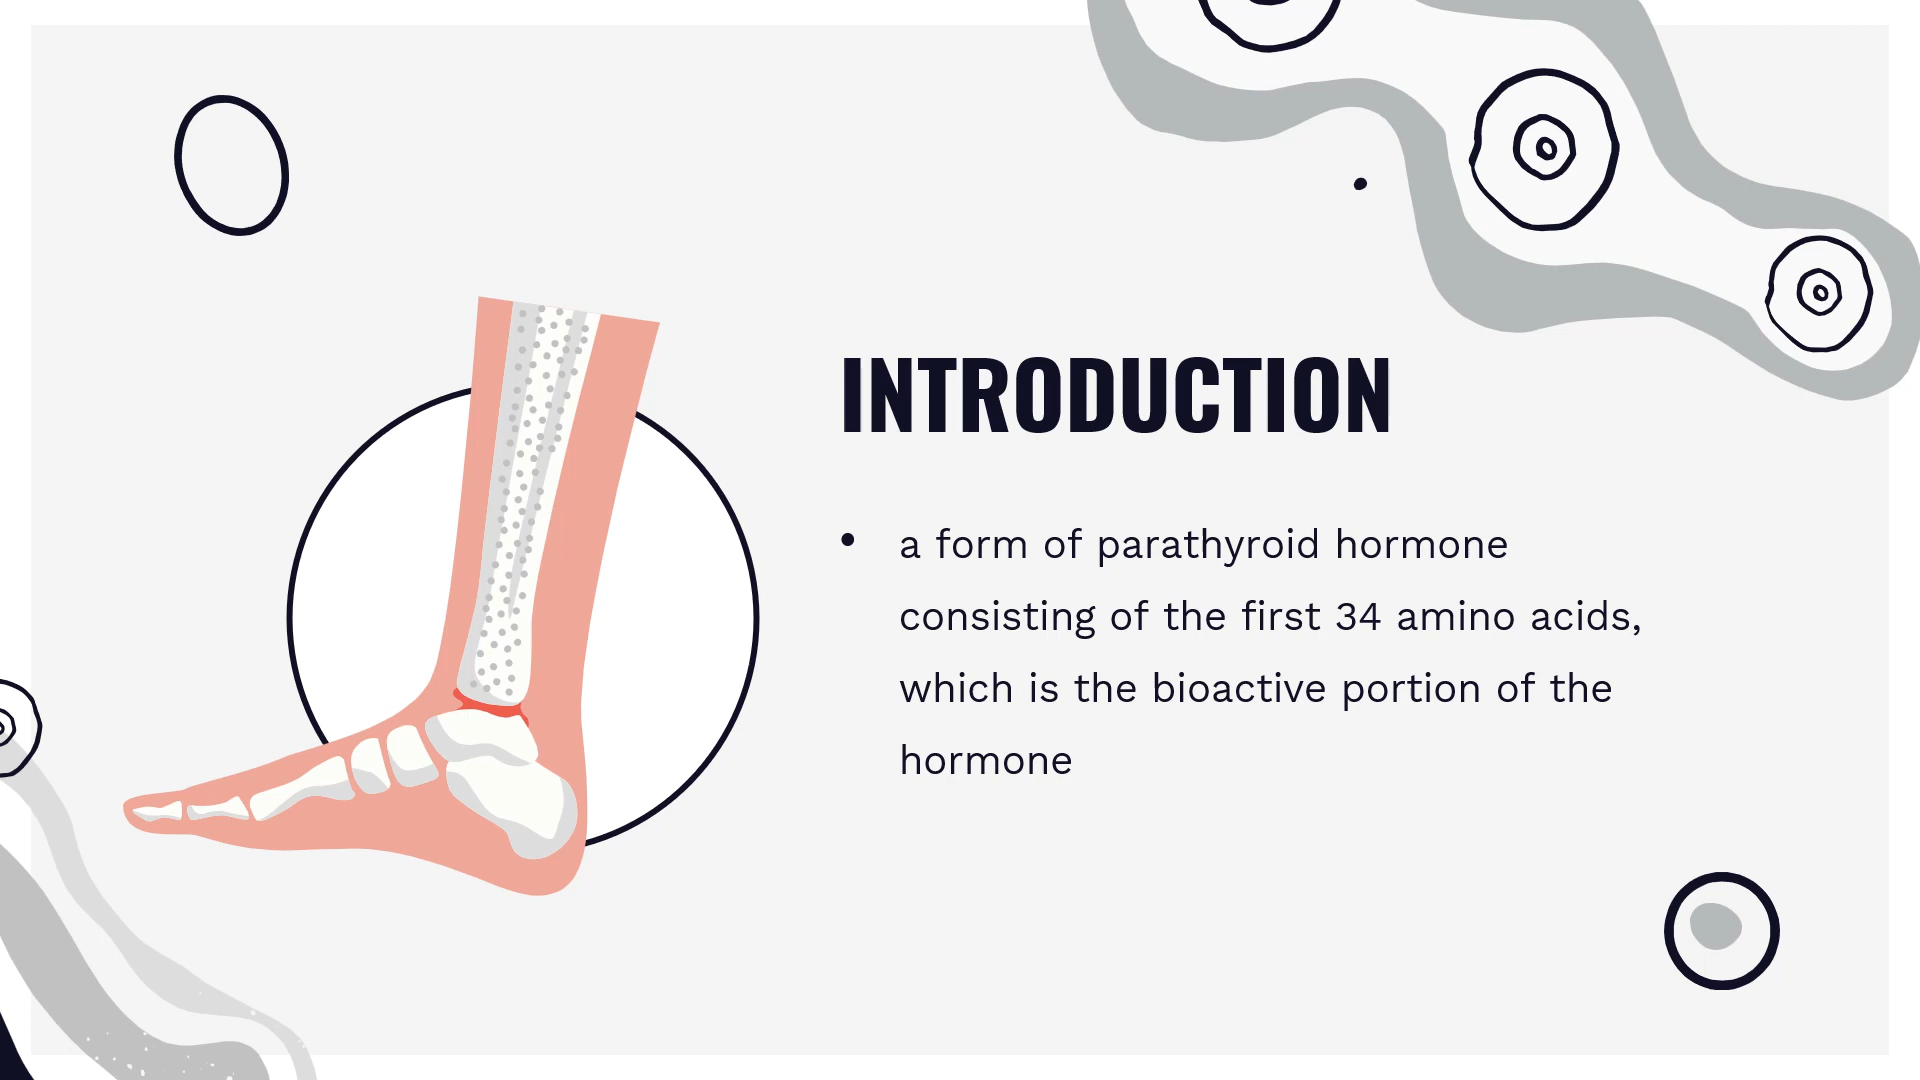 INTRODUCTION
• a form of parathyroid hormone
consisting of the first 34 amino acids,
which is the bioactive portion of the
hormone